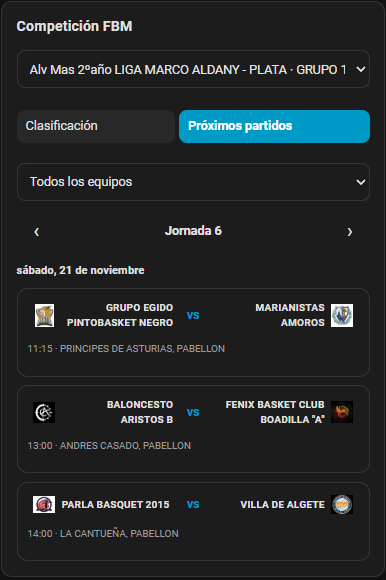 Competición FBM
Alv Mas 2ºaño LIGA MARCO ALDANY - PLATA · GRUPO 1
Clasificación
Próximos partidos
Todos los equipos
‹ Jornada 6 ›
sábado, 21 de noviembre
GRUPO EGIDO
PINTOBASKET NEGRO
VS
MARIANISTAS
AMOROS
11:15 · PRINCIPES DE ASTURIAS, PABELLON
BALONCESTO
ARISTOS B
VS
FENIX BASKET CLUB
BOADILLA "A"
13:00 · ANDRES CASADO, PABELLON
PARLA BASQUET 2015
VS
VILLA DE ALGETE
14:00 · LA CANTUEÑA, PABELLON